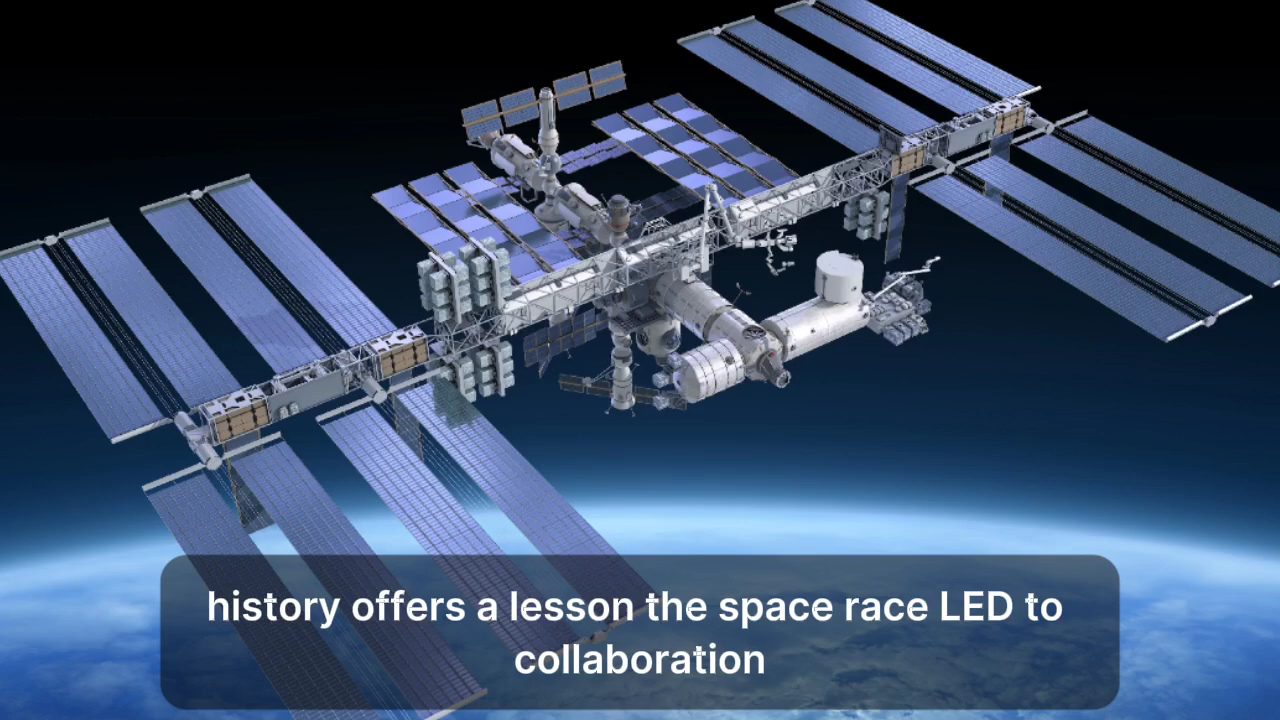 history offers a lesson the space race LED to
collaboration